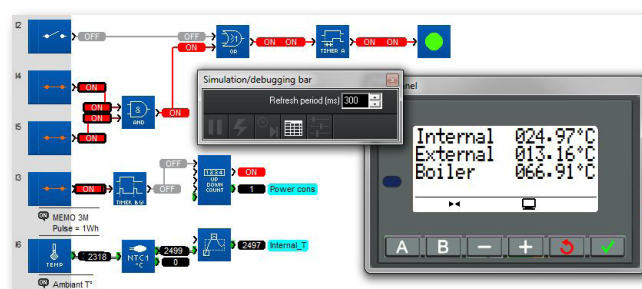 I2
OFF
OFF
≥1
OR
ON
ON
TIMER A
ON
ON
I4
ON
ON
ON
&
AND
ON
ON
I5
ON
Simulation/debugging bar
Refresh period (ms) 300
nel
Internal 024.97°C
External 013.16°C
Boiler 066.91°C
A B − +
I3
ON
TIMER B/W
OFF
OFF
1234
UP
DOWN
COUNT
ON
1
Power cons
MEMO 3M
Pulse = 1Wh
I6
TEMP
2318
NTC1
°C
2499
0
2497
Internal_T
Ambiant T°